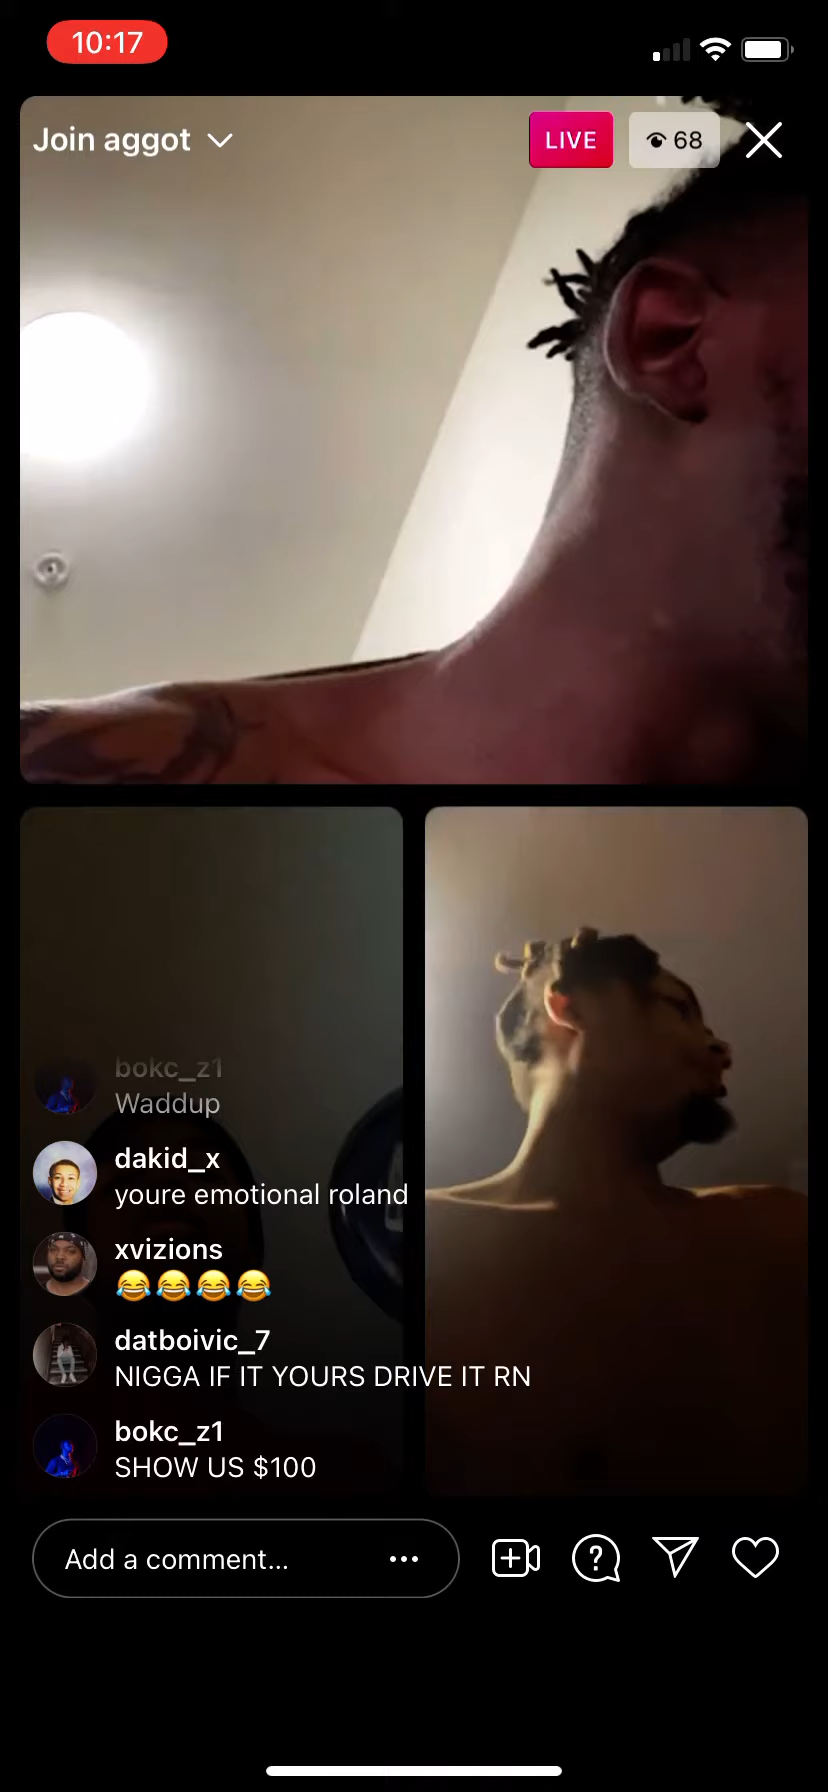 10:17
Join aggot
LIVE
68
bokc_z1
Waddup
dakid_x
youre emotional roland
xvizions
😂😂😂😂
datboivic_7
NIGGA IF IT YOURS DRIVE IT RN
bokc_z1
SHOW US $100
Add a comment...